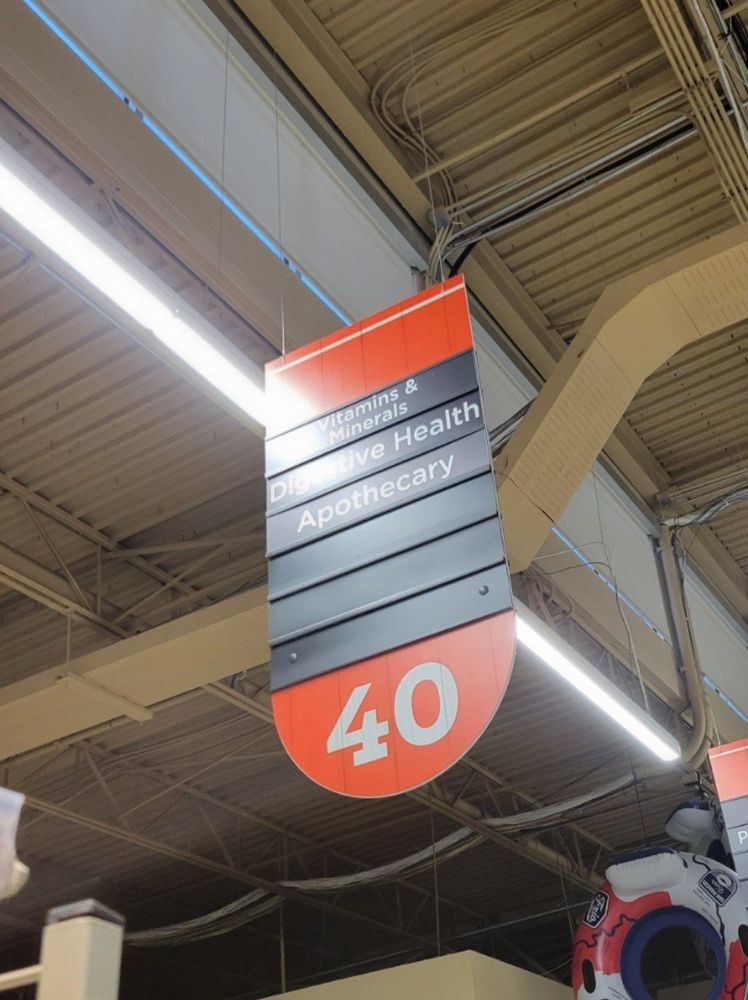 Vitamins &
Minerals
Digestive Health
Apothecary
40
P